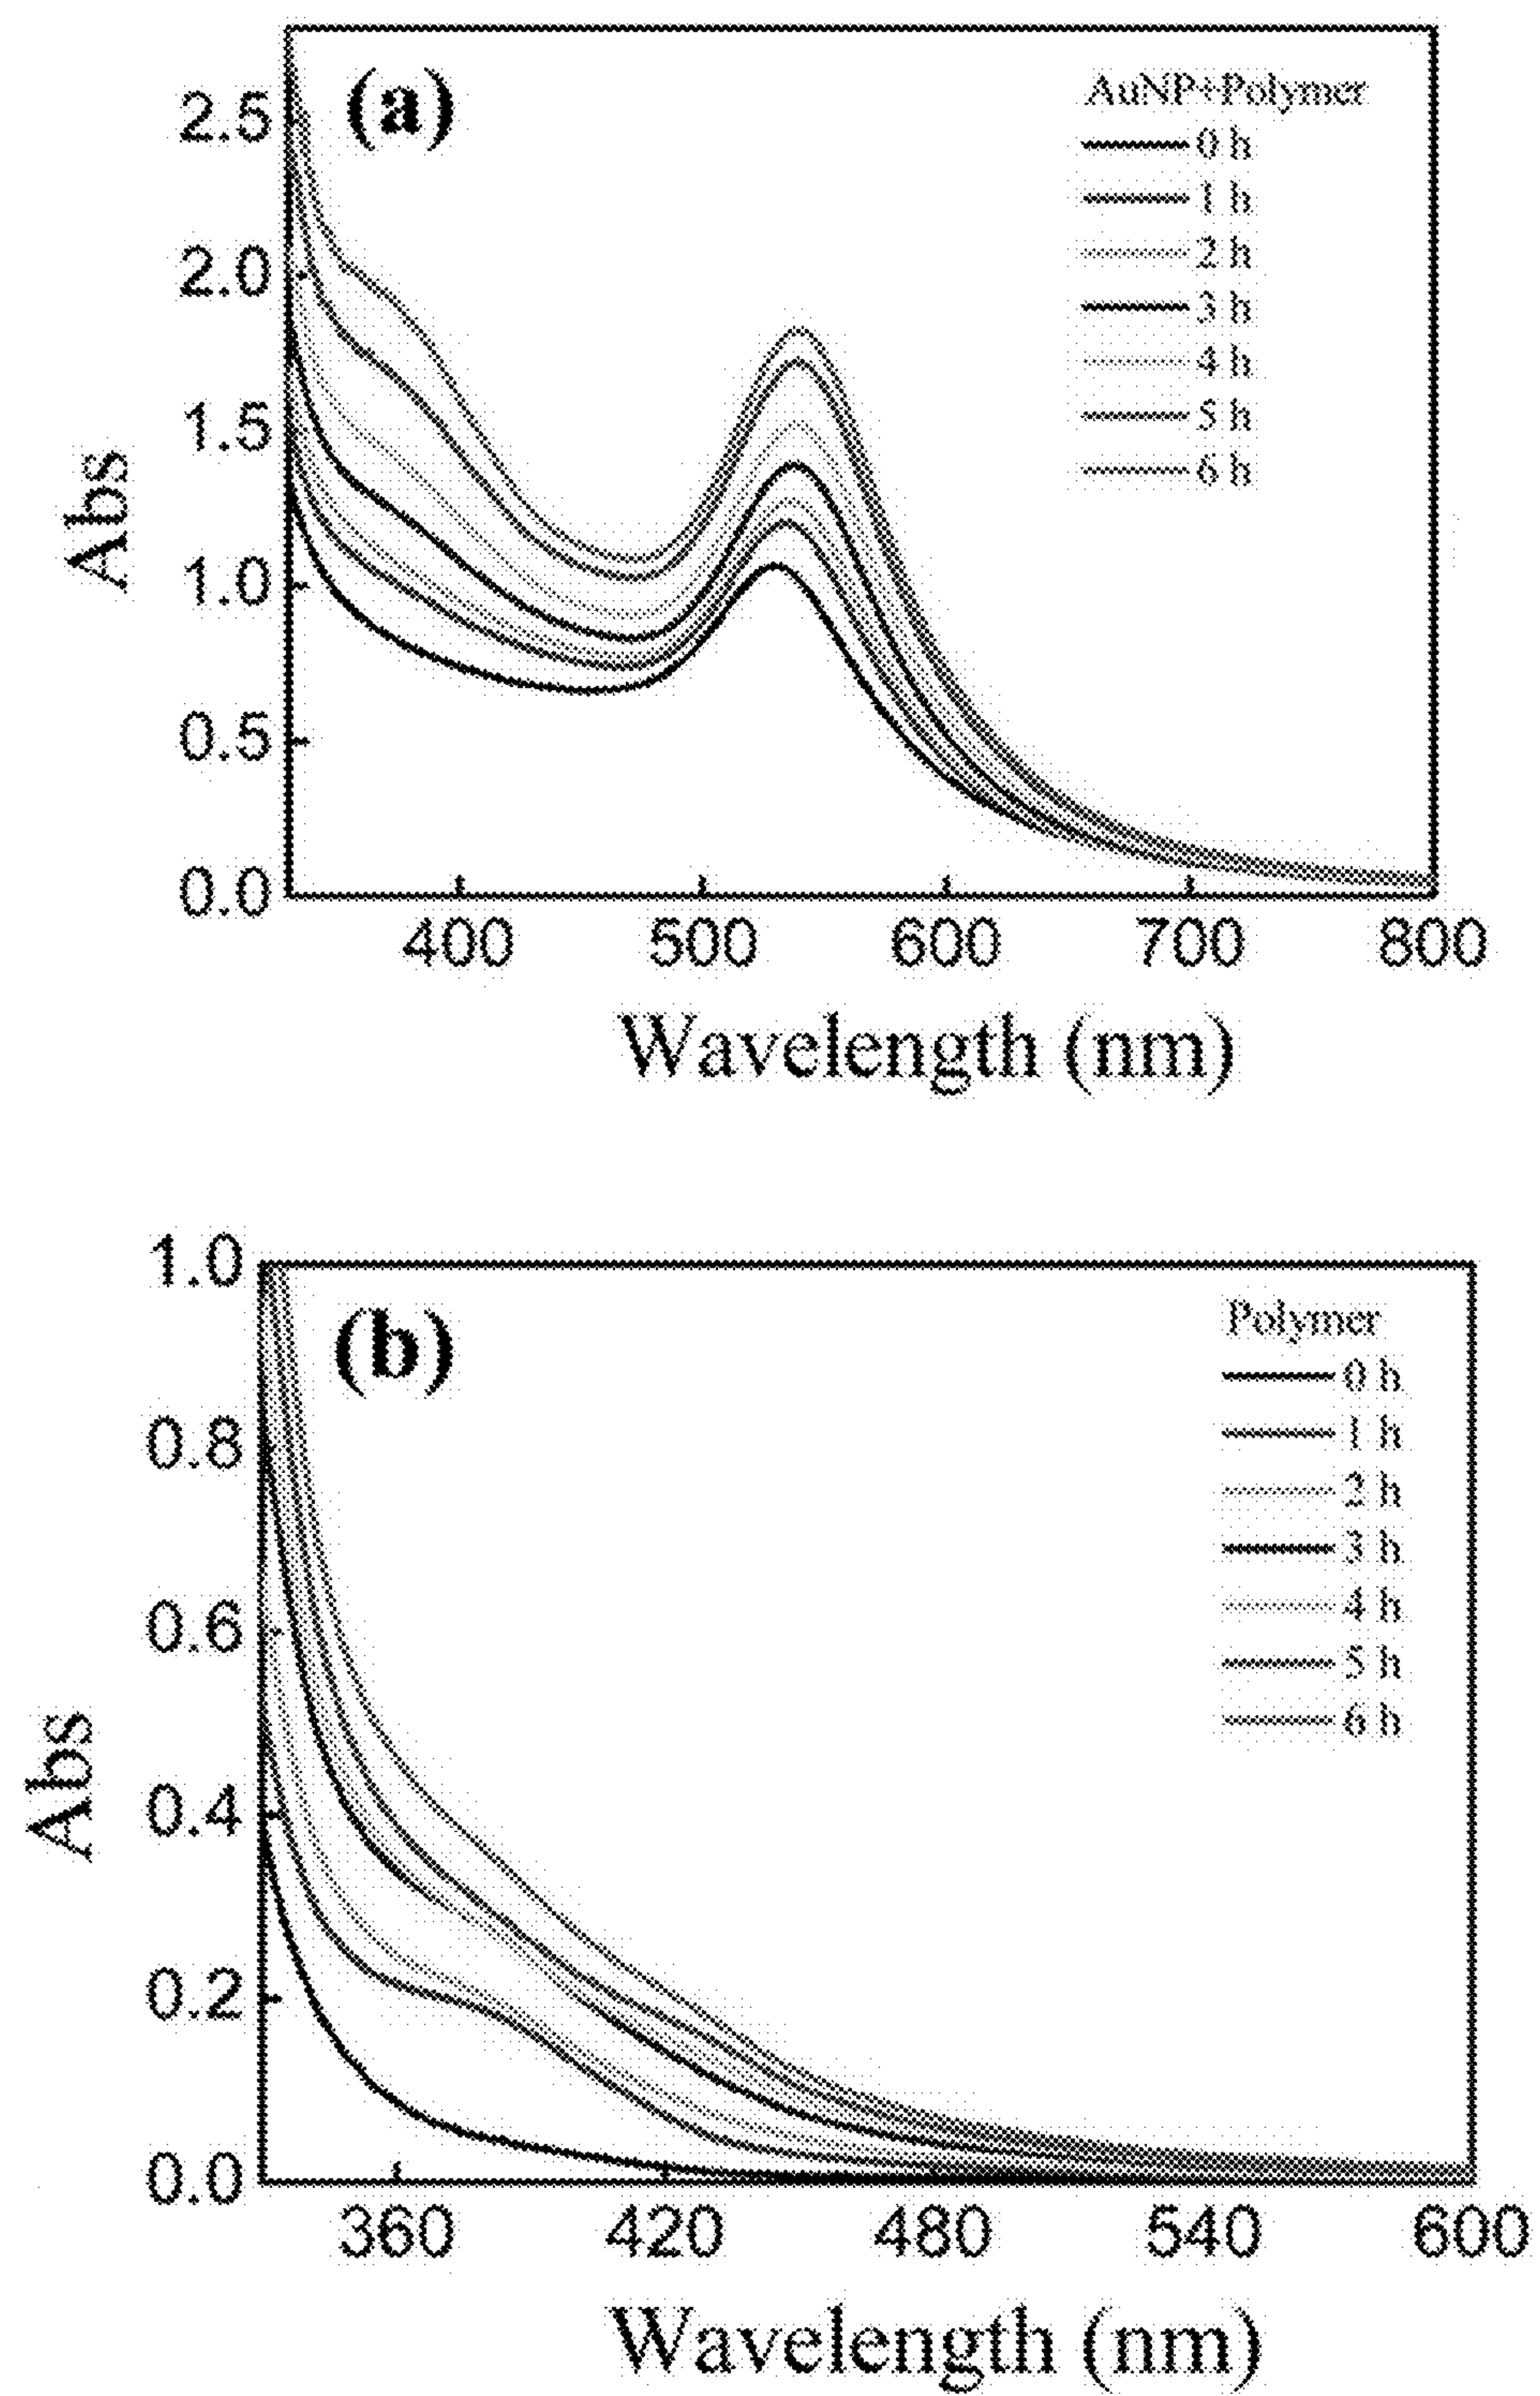 (a)
AuNP+Polymer
0 h
1 h
2 h
3 h
4 h
5 h
6 h
2.5
2.0
1.5
1.0
0.5
0.0
Abs
400 500 600 700 800
Wavelength (nm)
(b)
Polymer
0 h
1 h
2 h
3 h
4 h
5 h
6 h
1.0
0.8
0.6
0.4
0.2
0.0
Abs
360 420 480 540 600
Wavelength (nm)